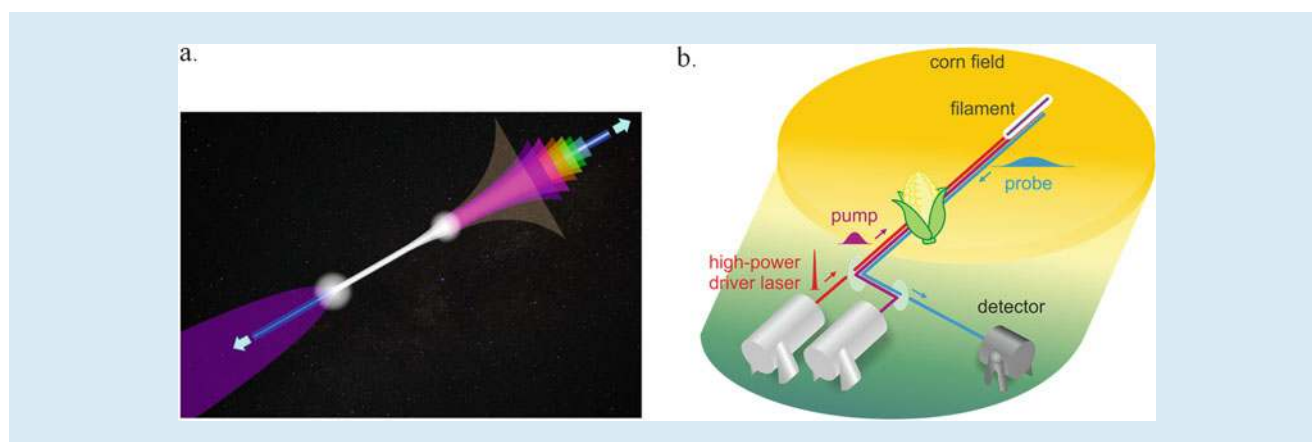 a.
b.
corn field
filament
probe
pump
high-power
driver laser
detector